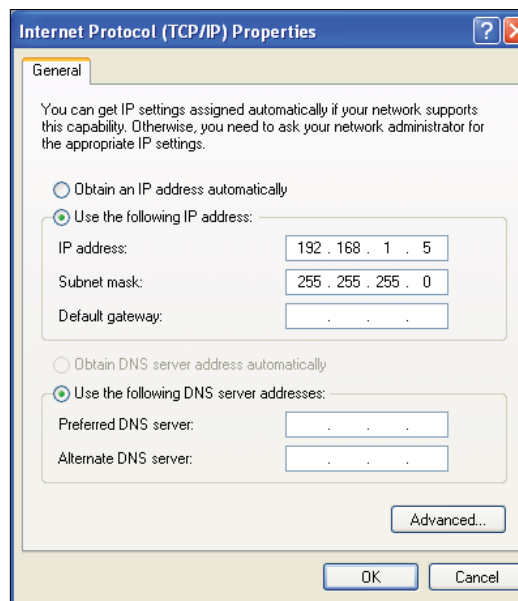 Internet Protocol (TCP/IP) Properties
?
General
You can get IP settings assigned automatically if your network supports
this capability. Otherwise, you need to ask your network administrator for
the appropriate IP settings.
Obtain an IP address automatically
Use the following IP address:
IP address: 192 . 168 . 1 . 5
Subnet mask: 255 . 255 . 255 . 0
Default gateway: . . .
Obtain DNS server address automatically
Use the following DNS server addresses:
Preferred DNS server: . . .
Alternate DNS server: . . .
Advanced...
OK Cancel